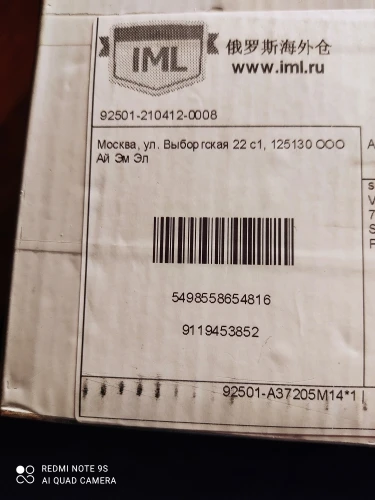 IML
俄罗斯海外仓
www.iml.ru
92501-210412-0008
Москва, ул. Выборгская 22 с1, 125130 ООО
Ай Эм Эл
5498558654816
9119453852
92501-A37205M14*1
REDMI NOTE 9S
AI QUAD CAMERA